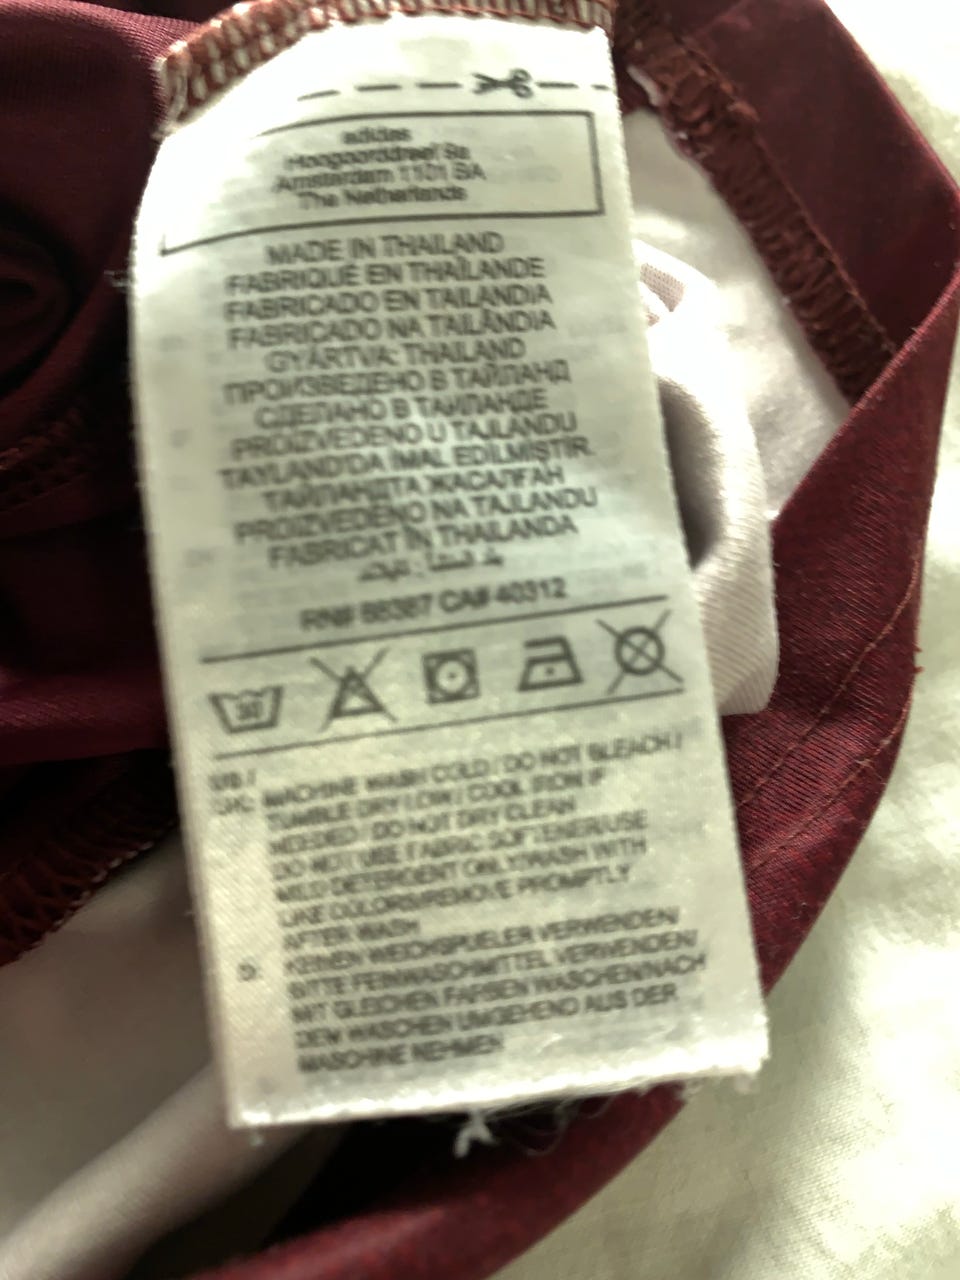 adidas
Hoogoorddreef 9a
Amsterdam 1101 BA
The Netherlands
MADE IN THAILAND
FABRIQUÉ EN THAÏLANDE
FABRICADO EN TAILANDIA
FABRICADO NA TAILÂNDIA
GYÁRTVA: THAILAND
ПРОИЗВЕДЕНО В ТАЙЛАНД
СДЕЛАНО В ТАИЛАНДЕ
PROIZVEDENO U TAJLANDU
TAYLAND'DA İMAL EDİLMİŞTİR.
ТАЙЛАНДТА ЖАСАЛҒАН
PROIZVEDENO NA TAJLANDU
FABRICAT ÎN THAILANDA
RN# 88387 CA# 40312
30
US /
UK: MACHINE WASH COLD / DO NOT BLEACH /
TUMBLE DRY LOW / COOL IRON IF
NEEDED / DO NOT DRY CLEAN
DO NOT USE FABRIC SOFTENER/USE
MILD DETERGENT ONLY/WASH WITH
LIKE COLORS/REMOVE PROMPTLY
AFTER WASH
D: KEINEN WEICHSPUELER VERWENDEN/
BITTE FEINWASCHMITTEL VERWENDEN/
MIT GLEICHEN FARBEN WASCHEN/NACH
DEM WASCHEN UMGEHEND AUS DER
MASCHINE NEHMEN